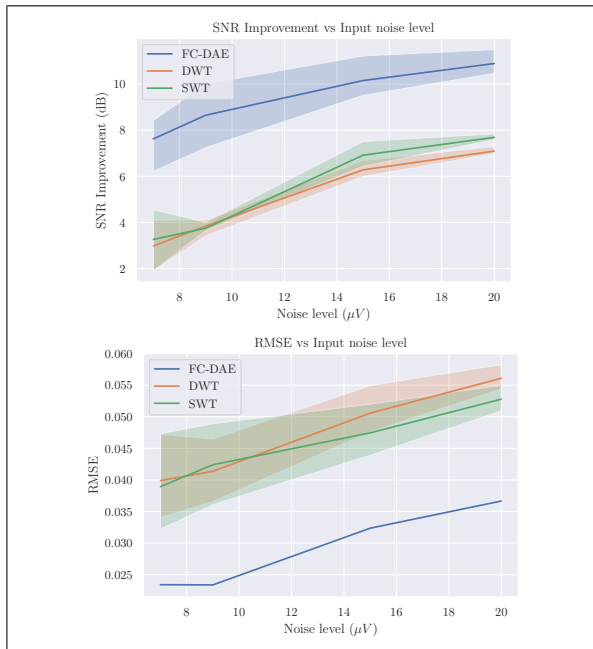 SNR Improvement vs Input noise level
FC-DAE
DWT
SWT
10
8
6
4
2
SNR Improvement (dB)
8 10 12 14 16 18 20
Noise level (μV)
RMSE vs Input noise level
0.060
FC-DAE
DWT
SWT
0.055
0.050
0.045
0.040
0.035
0.030
0.025
RMSE
8 10 12 14 16 18 20
Noise level (μV)